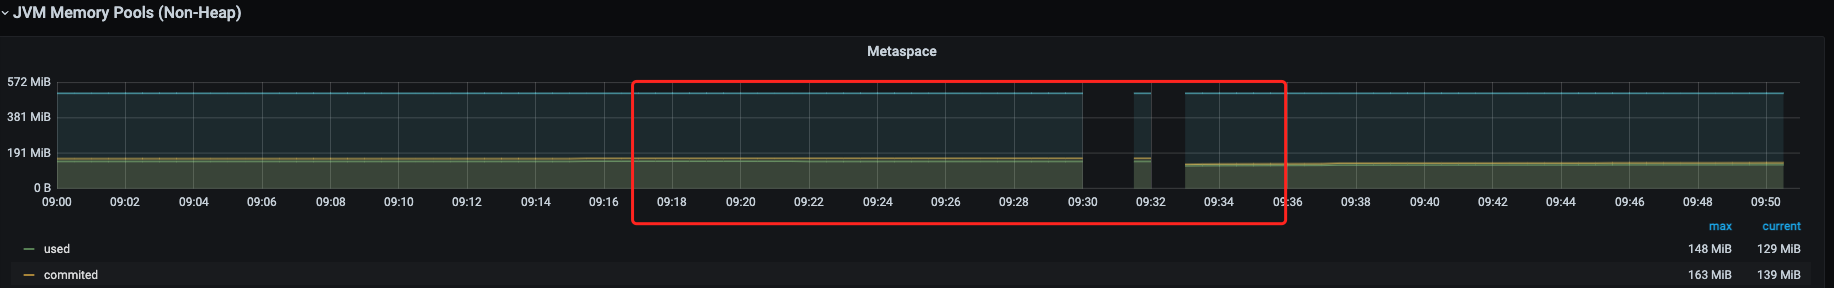 JVM Memory Pools (Non-Heap)
Metaspace
572 MiB
381 MiB
191 MiB
0 B
09:00 09:02 09:04 09:06 09:08 09:10 09:12 09:14 09:16 09:18 09:20 09:22 09:24 09:26 09:28 09:30 09:32 09:34 09:36 09:38 09:40 09:42 09:44 09:46 09:48 09:50
max current
used 148 MiB 129 MiB
commited 163 MiB 139 MiB